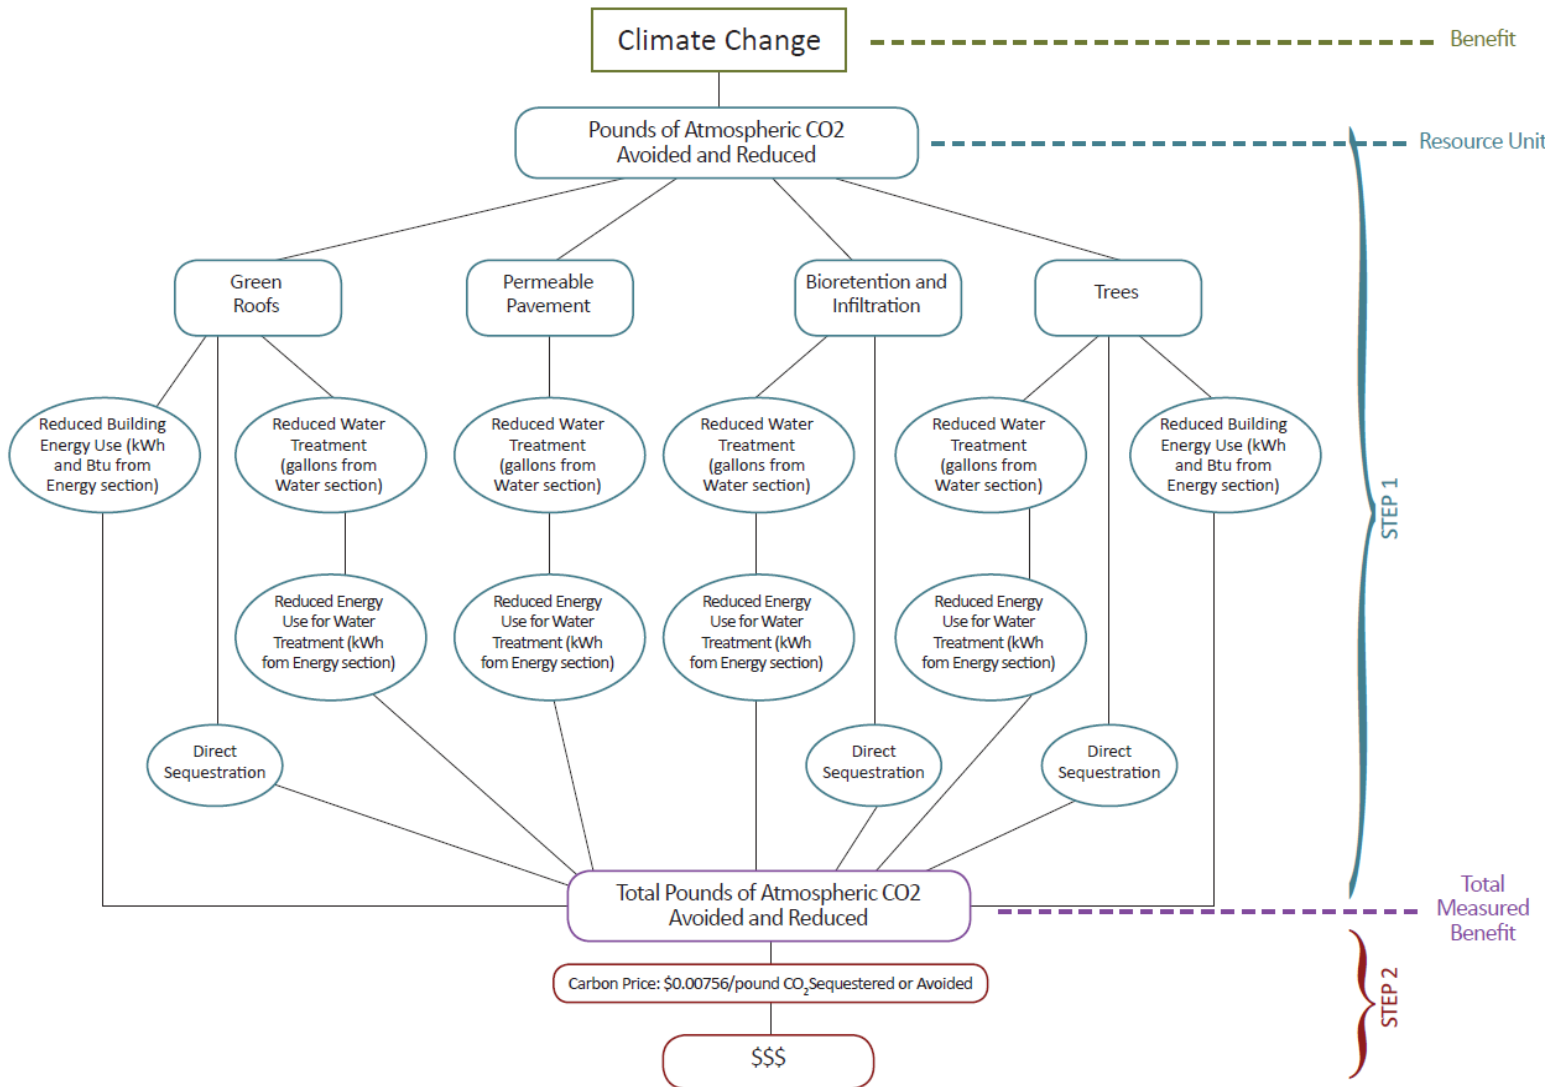 Climate Change
Benefit
Pounds of Atmospheric CO2
Avoided and Reduced
Resource Unit
Green
Roofs
Permeable
Pavement
Bioretention and
Infiltration
Trees
Reduced Building
Energy Use (kWh
and Btu from
Energy section)
Reduced Water
Treatment
(gallons from
Water section)
Reduced Water
Treatment
(gallons from
Water section)
Reduced Water
Treatment
(gallons from
Water section)
Reduced Water
Treatment
(gallons from
Water section)
Reduced Building
Energy Use (kWh
and Btu from
Energy section)
STEP 1
Reduced Energy
Use for Water
Treatment (kWh
fom Energy section)
Reduced Energy
Use for Water
Treatment (kWh
fom Energy section)
Reduced Energy
Use for Water
Treatment (kWh
fom Energy section)
Reduced Energy
Use for Water
Treatment (kWh
fom Energy section)
Direct
Sequestration
Direct
Sequestration
Direct
Sequestration
Total Pounds of Atmospheric CO2
Avoided and Reduced
Total
Measured
Benefit
Carbon Price: $0.00756/pound CO₂Sequestered or Avoided
STEP 2
$$$